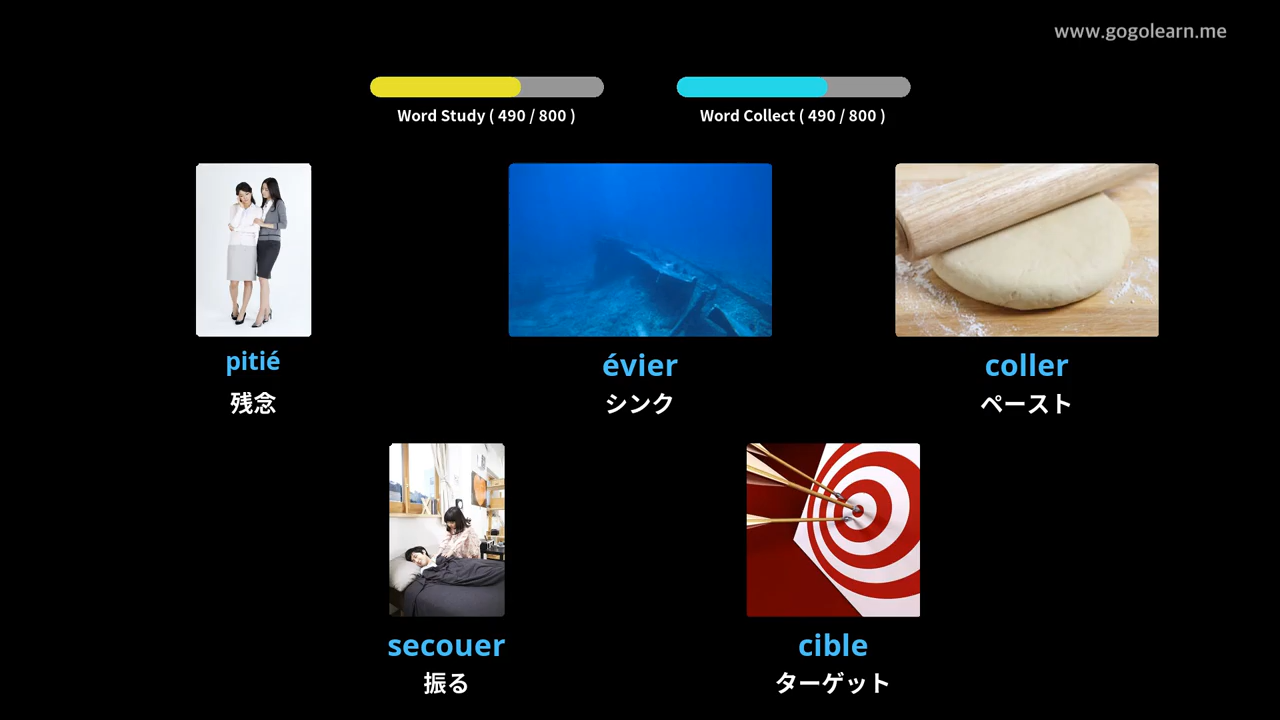 www.gogolearn.me
Word Study ( 490 / 800 )
Word Collect ( 490 / 800 )
pitié
残念
évier
シンク
coller
ペースト
secouer
振る
cible
ターゲット